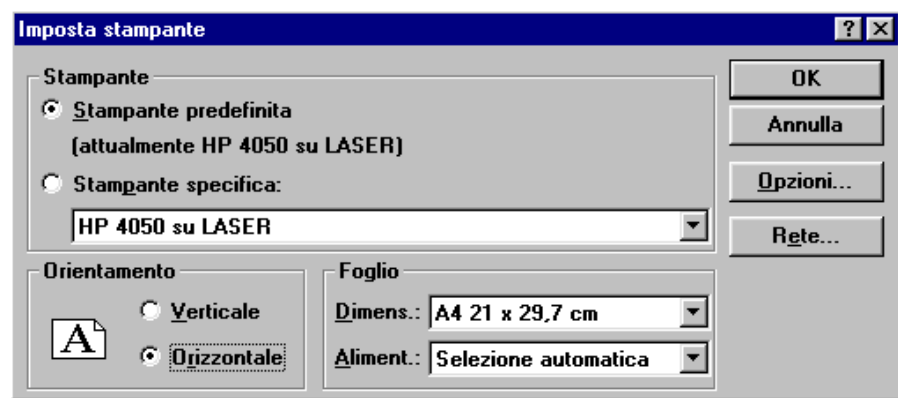 Imposta stampante
Stampante
Stampante predefinita
(attualmente HP 4050 su LASER)
Stampante specifica:
HP 4050 su LASER
OK
Annulla
Opzioni...
Rete...
Orientamento
A
Verticale
Orizzontale
Foglio
Dimens.: A4 21 x 29,7 cm
Aliment.: Selezione automatica